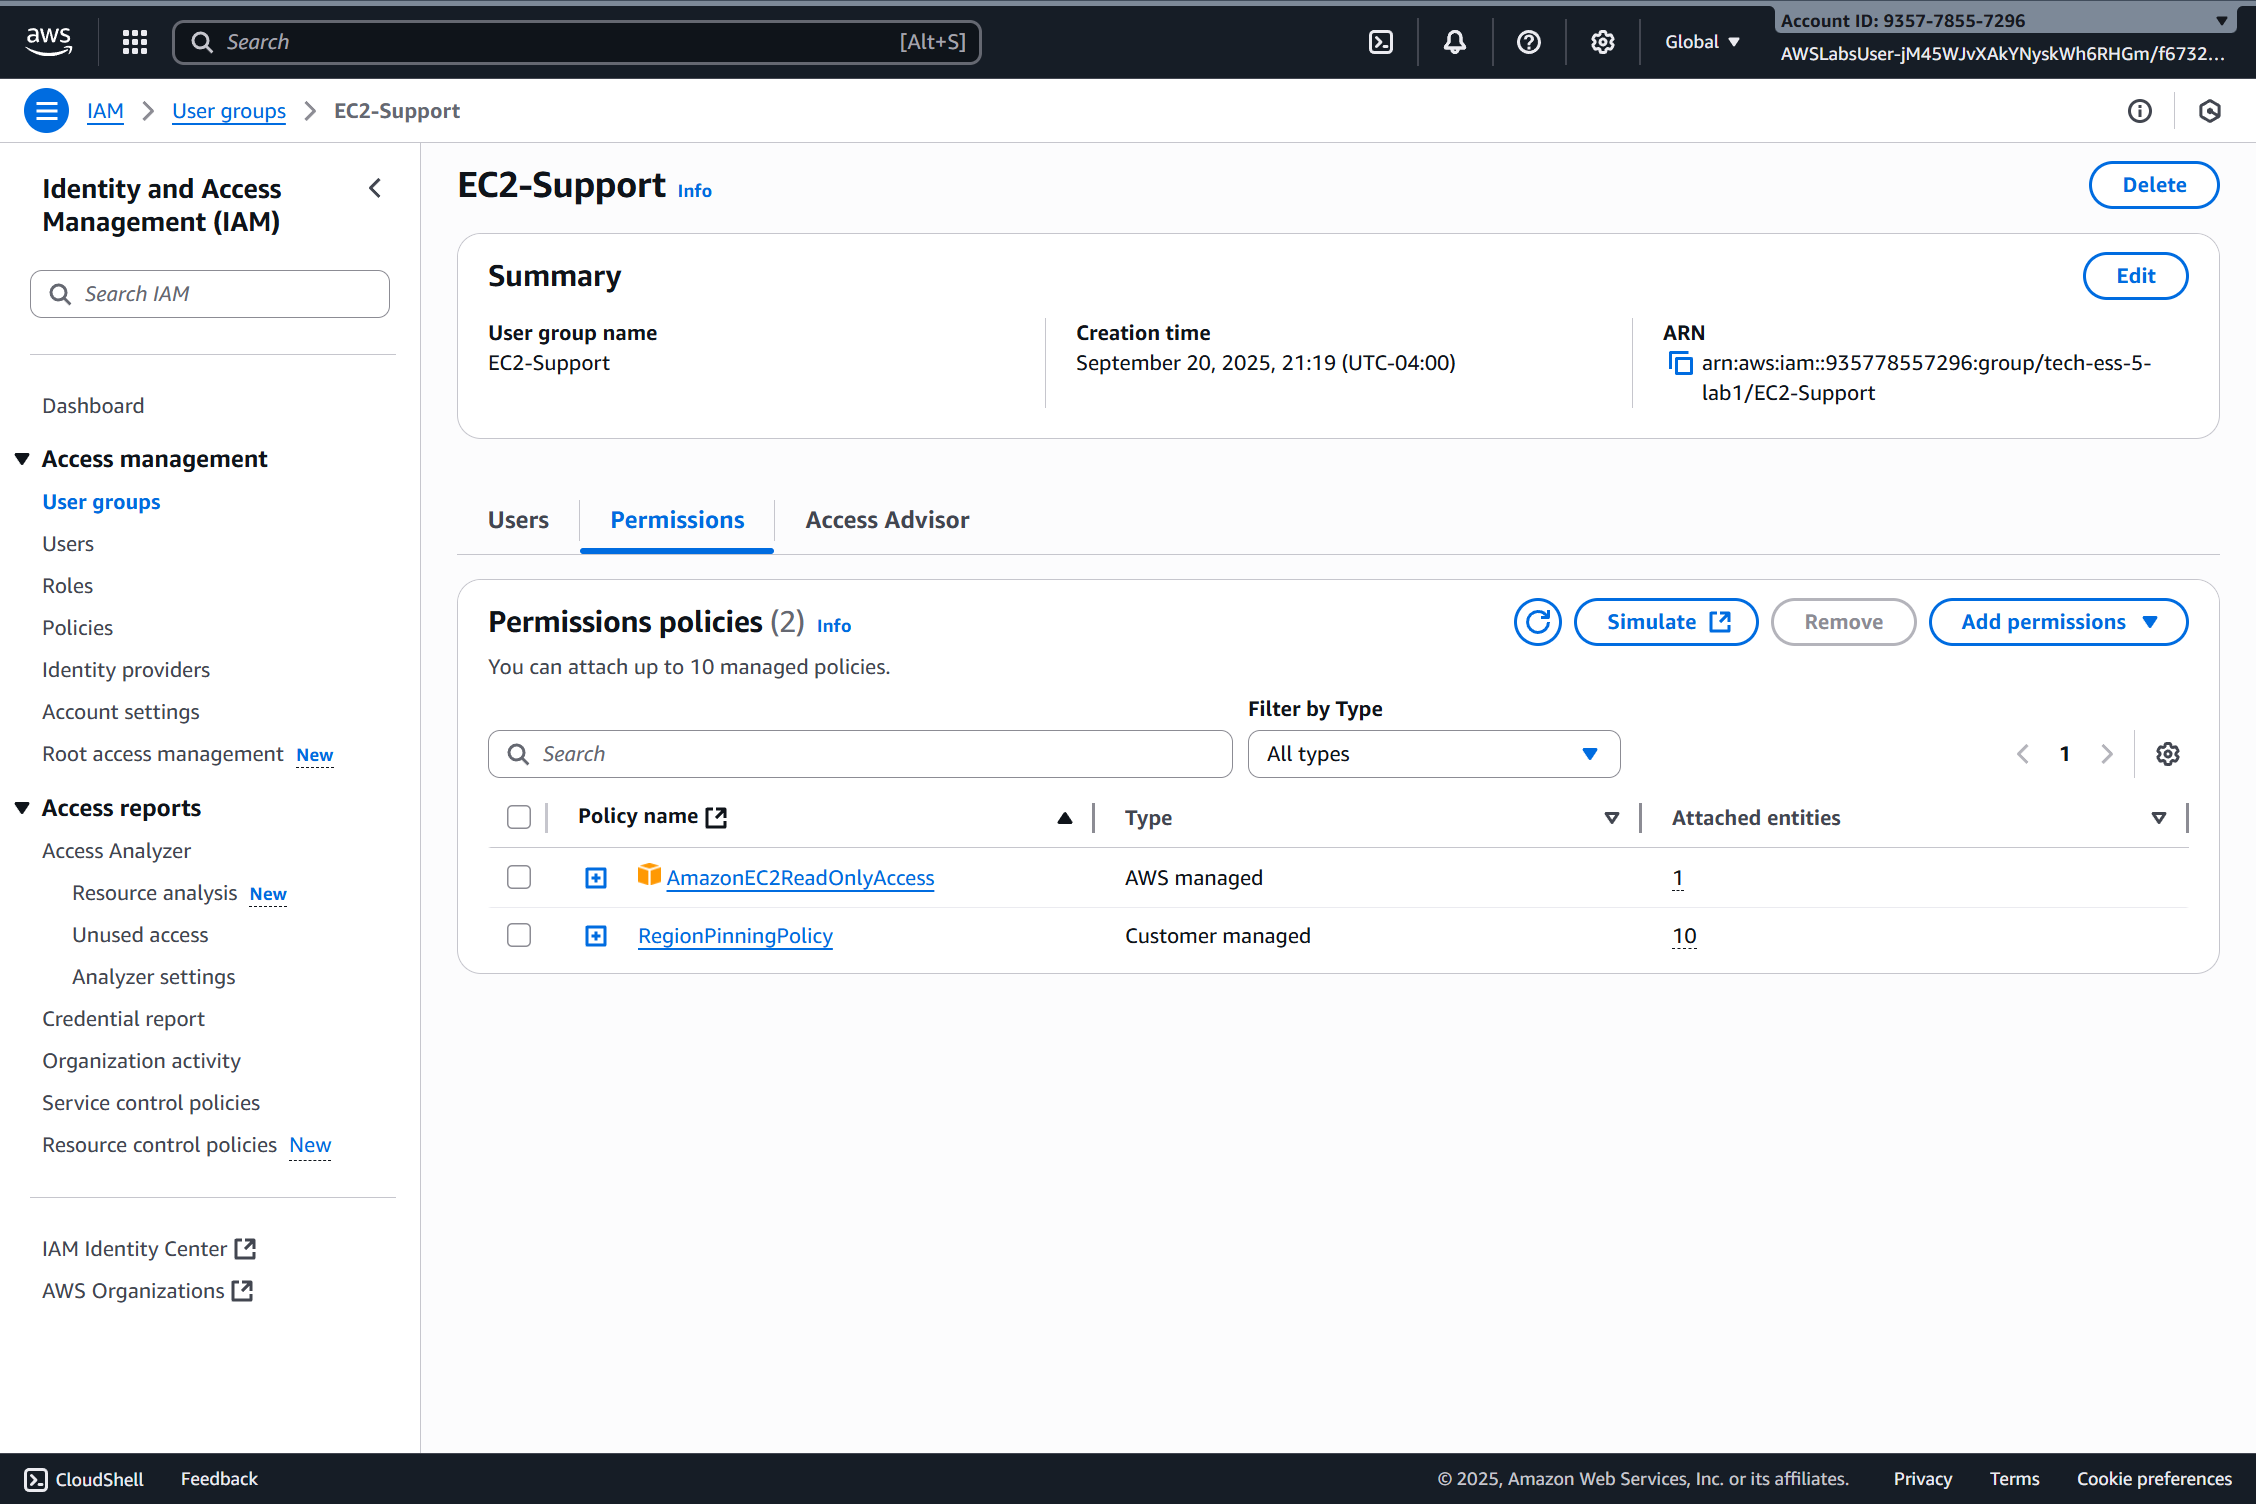 aws
Search [Alt+S]
Global
Account ID: 9357-7855-7296
AWSLabsUser-jM45WJvXAkYNyskWh6RHGm/f6732...
IAM
User groups
EC2-Support
Identity and Access
Management (IAM)
Search IAM
Dashboard
Access management
User groups
Users
Roles
Policies
Identity providers
Account settings
Root access management New
Access reports
Access Analyzer
Resource analysis New
Unused access
Analyzer settings
Credential report
Organization activity
Service control policies
Resource control policies New
IAM Identity Center
AWS Organizations
EC2-Support Info
Delete
Summary
Edit
User group name
EC2-Support
Creation time
September 20, 2025, 21:19 (UTC-04:00)
ARN
arn:aws:iam::935778557296:group/tech-ess-5-
lab1/EC2-Support
Users
Permissions
Access Advisor
Permissions policies (2) Info
Simulate
Remove
Add permissions
You can attach up to 10 managed policies.
Filter by Type
Search
All types
1
Policy name Type Attached entities
AmazonEC2ReadOnlyAccess AWS managed 1
RegionPinningPolicy Customer managed 10
CloudShell
Feedback
© 2025, Amazon Web Services, Inc. or its affiliates.
Privacy
Terms
Cookie preferences